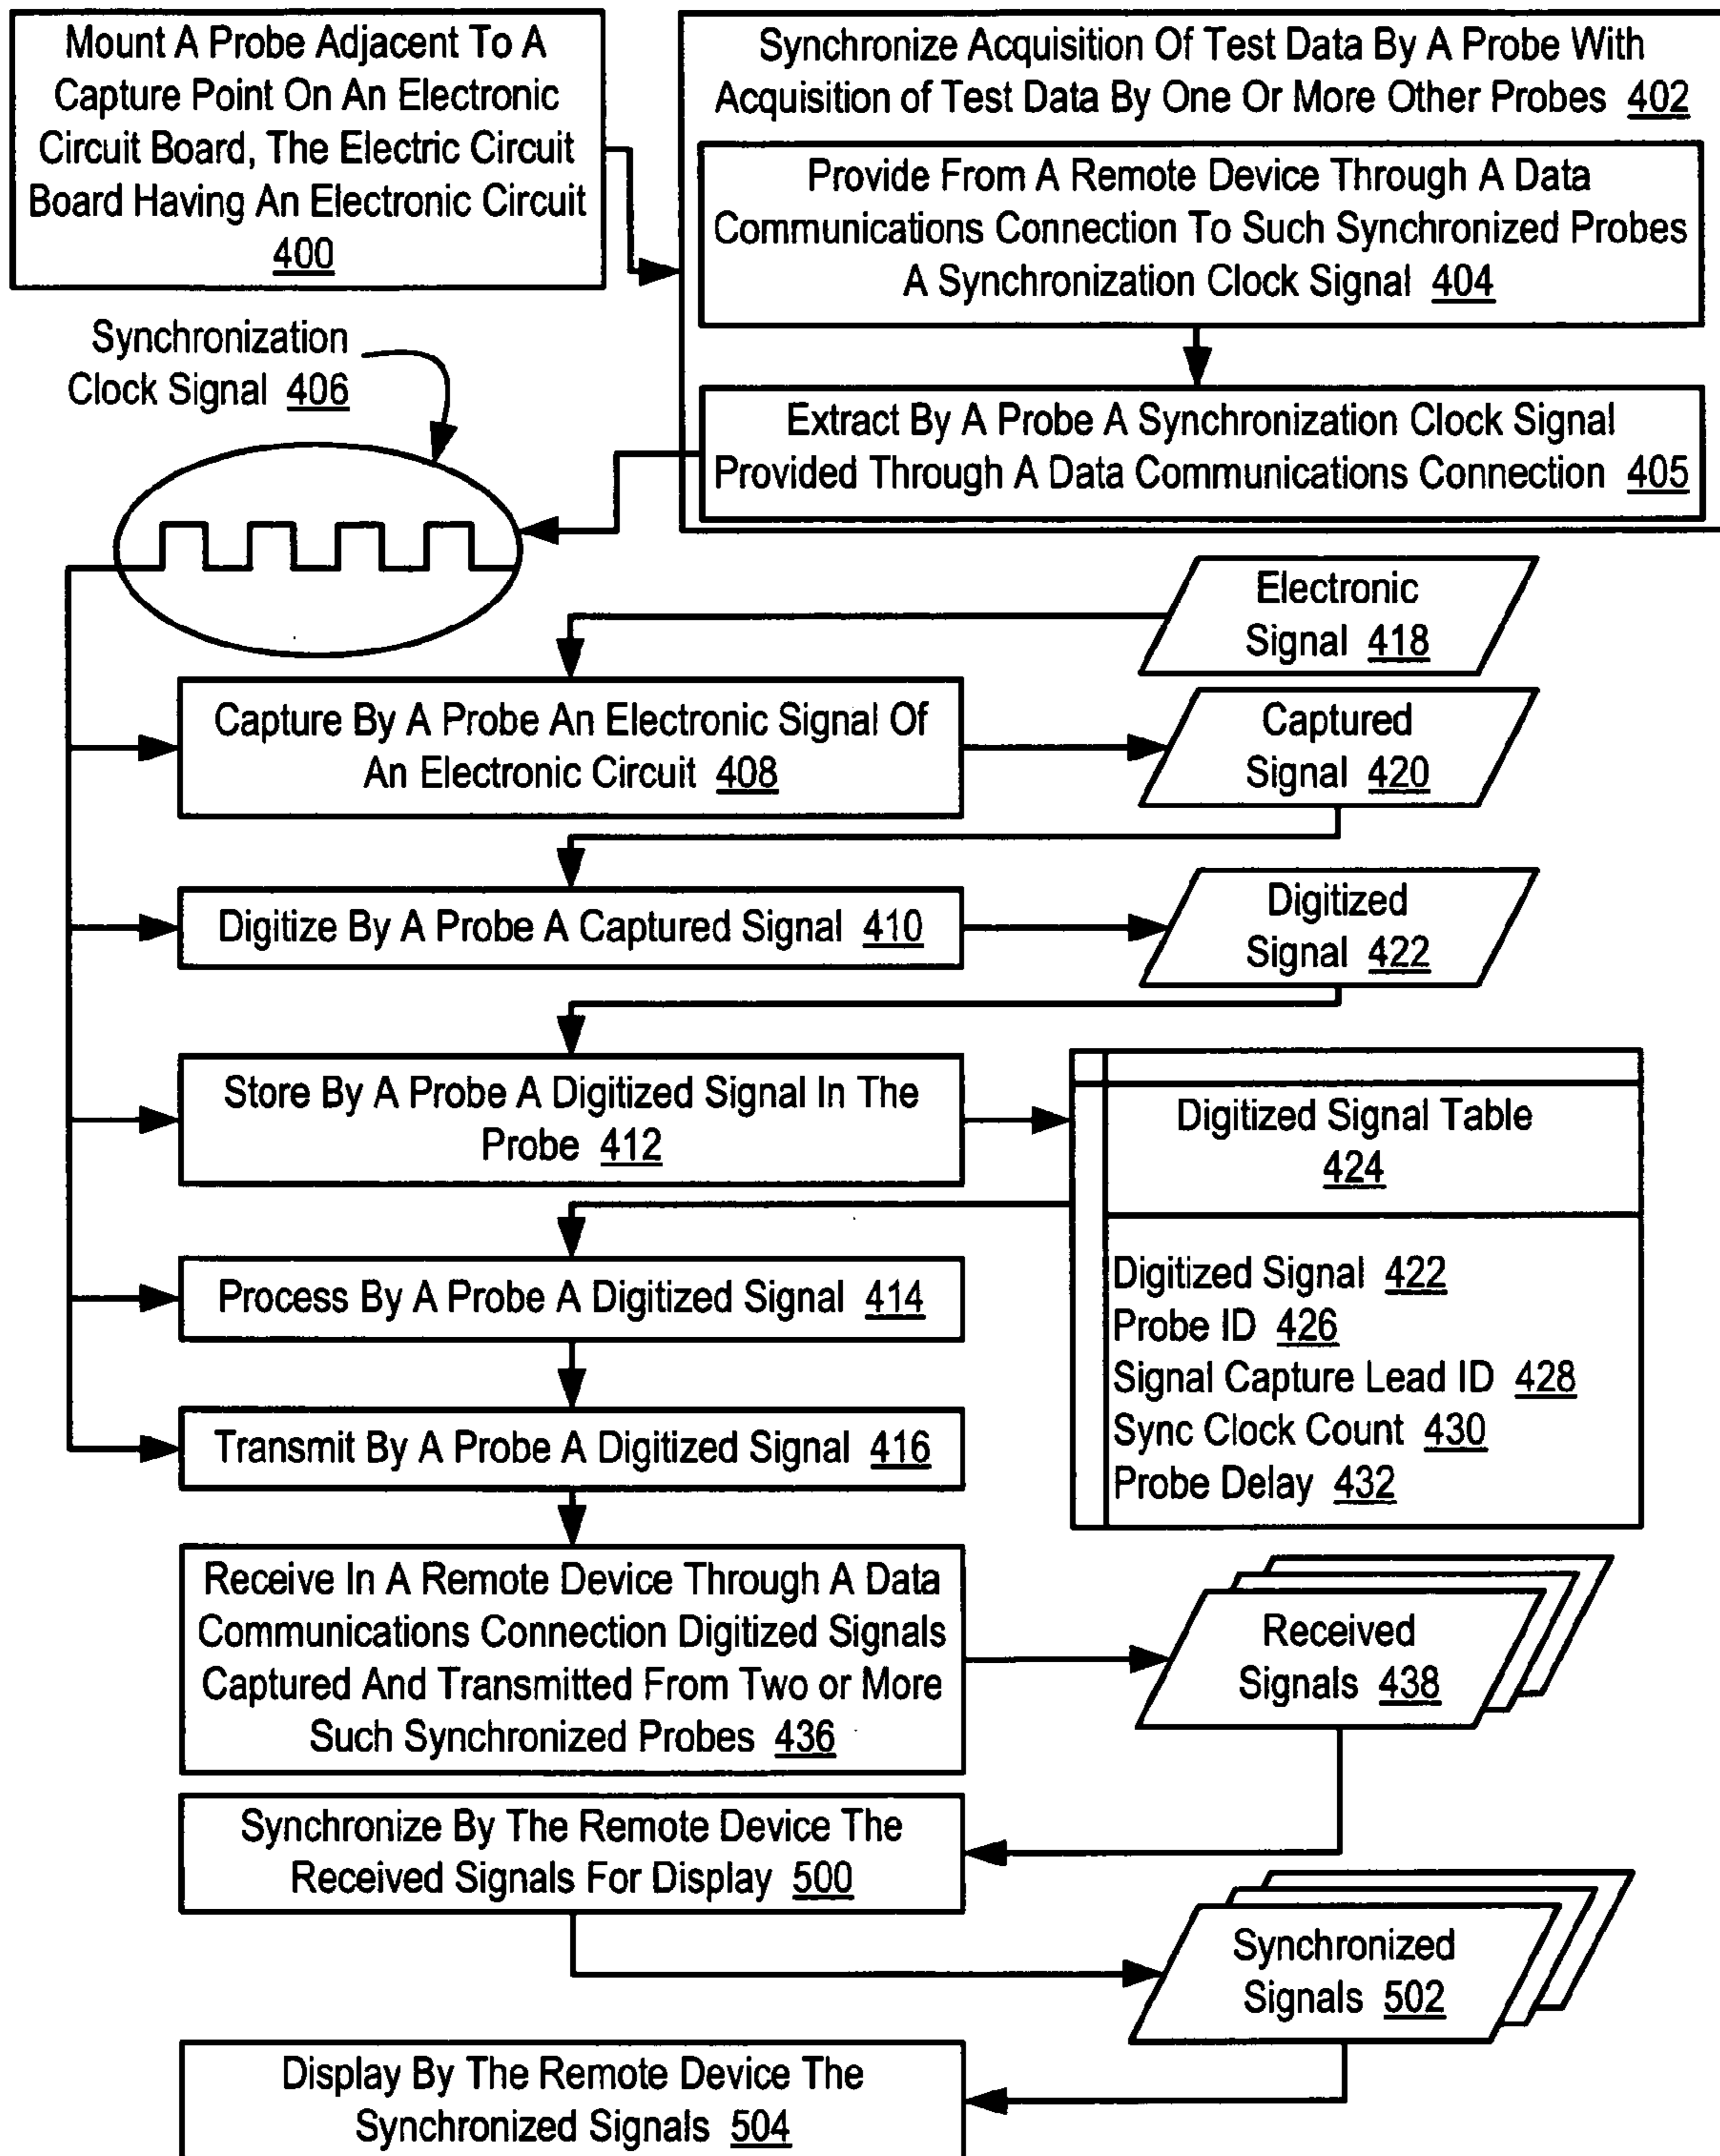 Mount A Probe Adjacent To A
Capture Point On An Electronic
Circuit Board, The Electric Circuit
Board Having An Electronic Circuit
400
Synchronize Acquisition Of Test Data By A Probe With
Acquisition of Test Data By One Or More Other Probes 402
Provide From A Remote Device Through A Data
Communications Connection To Such Synchronized Probes
A Synchronization Clock Signal 404
Extract By A Probe A Synchronization Clock Signal
Provided Through A Data Communications Connection 405
Synchronization
Clock Signal 406
Electronic
Signal 418
Capture By A Probe An Electronic Signal Of
An Electronic Circuit 408
Captured
Signal 420
Digitize By A Probe A Captured Signal 410
Digitized
Signal 422
Store By A Probe A Digitized Signal In The
Probe 412
Digitized Signal Table
424
Digitized Signal 422
Probe ID 426
Signal Capture Lead ID 428
Sync Clock Count 430
Probe Delay 432
Process By A Probe A Digitized Signal 414
Transmit By A Probe A Digitized Signal 416
Receive In A Remote Device Through A Data
Communications Connection Digitized Signals
Captured And Transmitted From Two or More
Such Synchronized Probes 436
Received
Signals 438
Synchronize By The Remote Device The
Received Signals For Display 500
Synchronized
Signals 502
Display By The Remote Device The
Synchronized Signals 504